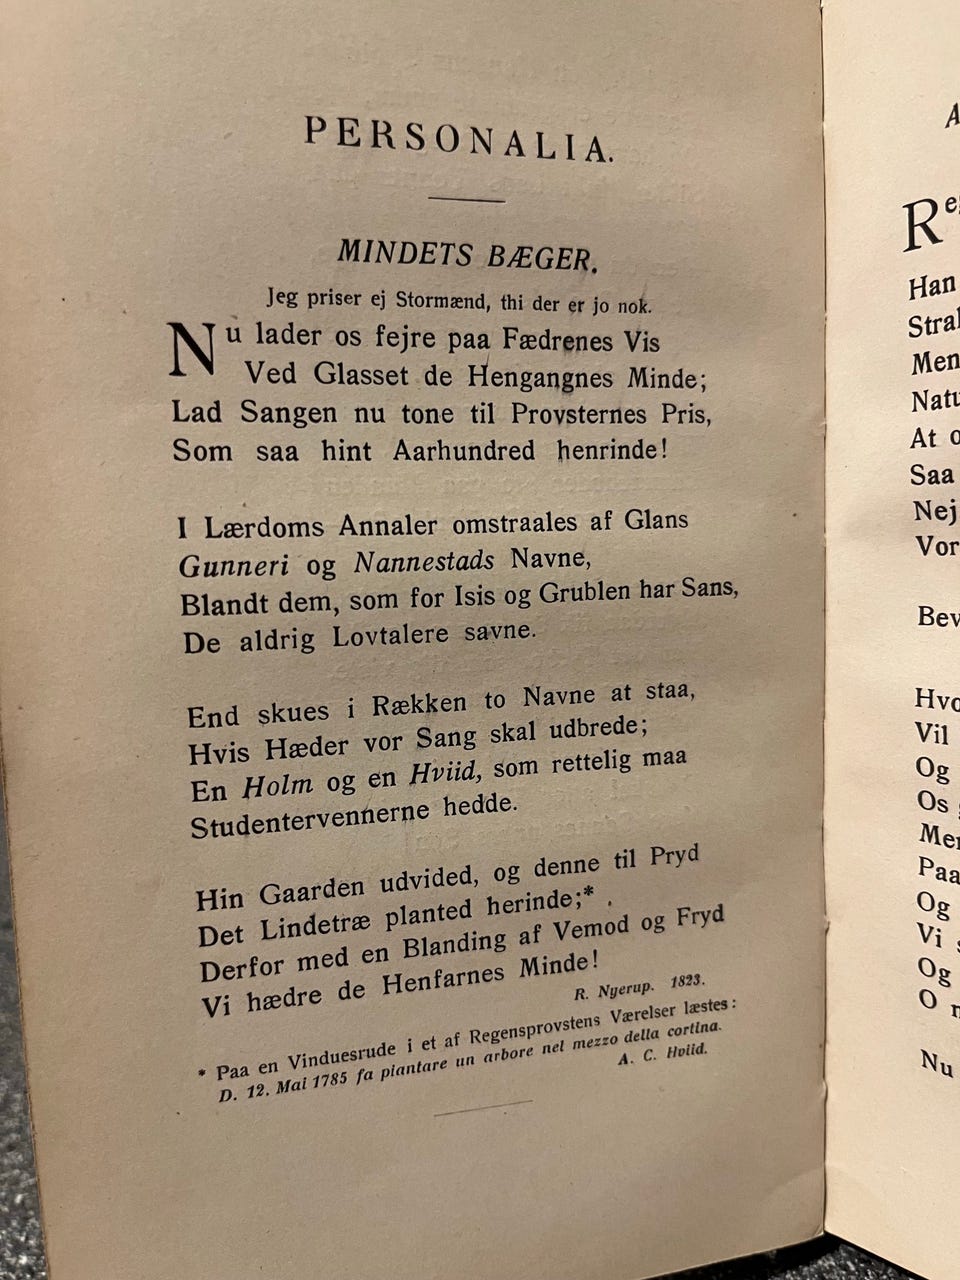 PERSONALIA.
MINDETS BÆGER.
Jeg priser ej Stormænd, thi der er jo nok.
Nu lader os fejre paa Fædrenes Vis
Ved Glasset de Hengangnes Minde;
Lad Sangen nu tone til Provsternes Pris,
Som saa hint Aarhundred henrinde!
I Lærdoms Annaler omstraales af Glans
Gunneri og Nannestads Navne,
Blandt dem, som for Isis og Grublen har Sans,
De aldrig Lovtalere savne.
End skues i Rækken to Navne at staa,
Hvis Hæder vor Sang skal udbrede;
En Holm og en Hviid, som rettelig maa
Studentervennerne hedde.
Hin Gaarden udvided, og denne til Pryd
Det Lindetræ planted herinde;*
Derfor med en Blanding af Vemod og Fryd
Vi hædre de Henfarnes Minde!
R. Nyerup. 1823.
* Paa en Vinduesrude i et af Regensprovstens Værelser læstes:
D. 12. Mai 1785 fa piantare un arbore nel mezzo della cortina.
A. C. Hviid.
Han
Men
At
Saa
Nej
Vor
Vil
Og
Os
Paa
Og
Vi
Og
O
Nu